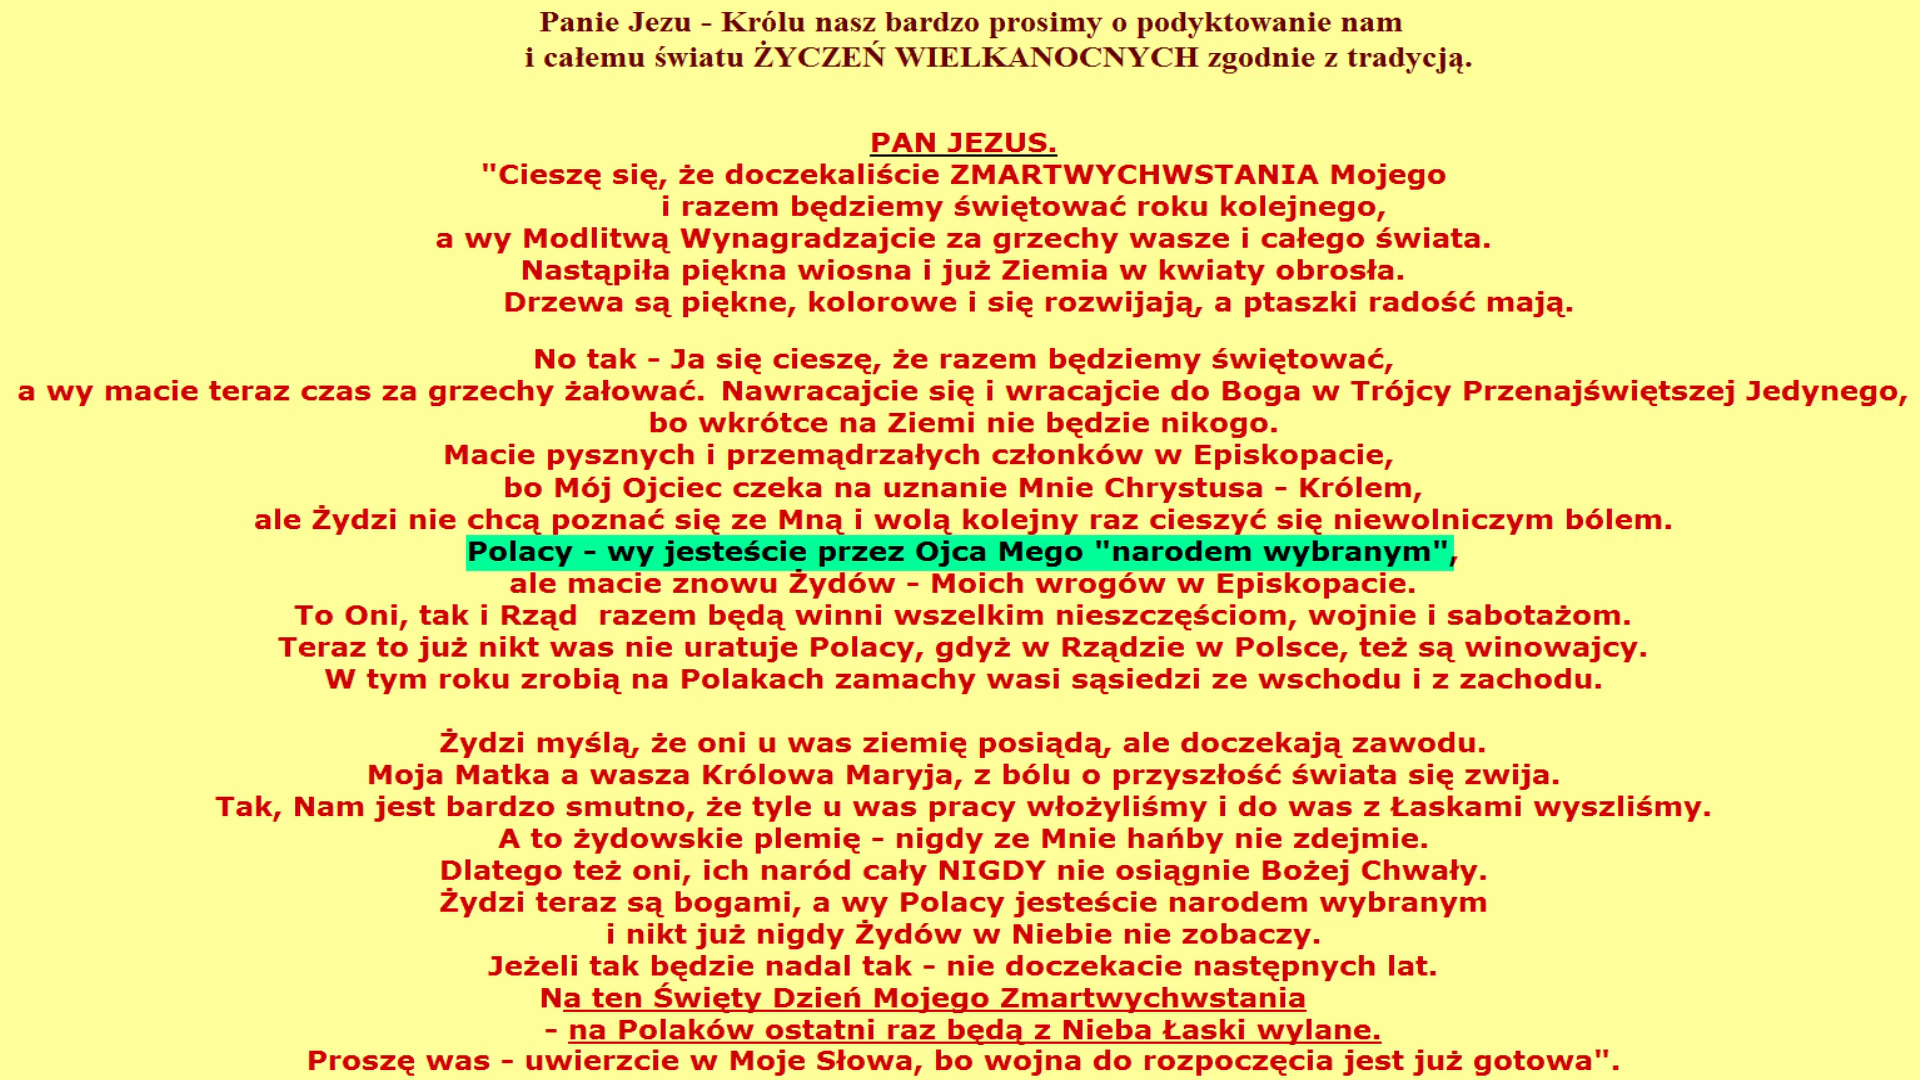 Panie Jezu - Królu nasz bardzo prosimy o podyktowanie nam
i całemu światu ŻYCZEŃ WIELKANOCNYCH zgodnie z tradycją.
PAN JEZUS.
"Cieszę się, że doczekaliście ZMARTWYCHWSTANIA Mojego
i razem będziemy świętować roku kolejnego,
a wy Modlitwą Wynagradzajcie za grzechy wasze i całego świata.
Nastąpiła piękna wiosna i już Ziemia w kwiaty obrosła.
Drzewa są piękne, kolorowe i się rozwijają, a ptaszki radość mają.
No tak - Ja się cieszę, że razem będziemy świętować,
a wy macie teraz czas za grzechy żałować. Nawracajcie się i wracajcie do Boga w Trójcy Przenajświętszej Jedynego,
bo wkrótce na Ziemi nie będzie nikogo.
Macie pysznych i przemądrzałych członków w Episkopacie,
bo Mój Ojciec czeka na uznanie Mnie Chrystusa - Królem,
ale Żydzi nie chcą poznać się ze Mną i wolą kolejny raz cieszyć się niewolniczym bólem.
Polacy - wy jesteście przez Ojca Mego "narodem wybranym",
ale macie znowu Żydów - Moich wrogów w Episkopacie.
To Oni, tak i Rząd  razem będą winni wszelkim nieszczęściom, wojnie i sabotażom.
Teraz to już nikt was nie uratuje Polacy, gdyż w Rządzie w Polsce, też są winowajcy.
W tym roku zrobią na Polakach zamachy wasi sąsiedzi ze wschodu i z zachodu.
Żydzi myślą, że oni u was ziemię posiądą, ale doczekają zawodu.
Moja Matka a wasza Królowa Maryja, z bólu o przyszłość świata się zwija.
Tak, Nam jest bardzo smutno, że tyle u was pracy włożyliśmy i do was z Łaskami wyszliśmy.
A to żydowskie plemię - nigdy ze Mnie hańby nie zdejmie.
Dlatego też oni, ich naród cały NIGDY nie osiągnie Bożej Chwały.
Żydzi teraz są bogami, a wy Polacy jesteście narodem wybranym
i nikt już nigdy Żydów w Niebie nie zobaczy.
Jeżeli tak będzie nadal tak - nie doczekacie następnych lat.
Na ten Święty Dzień Mojego Zmartwychwstania
- na Polaków ostatni raz będą z Nieba Łaski wylane.
Proszę was - uwierzcie w Moje Słowa, bo wojna do rozpoczęcia jest już gotowa".